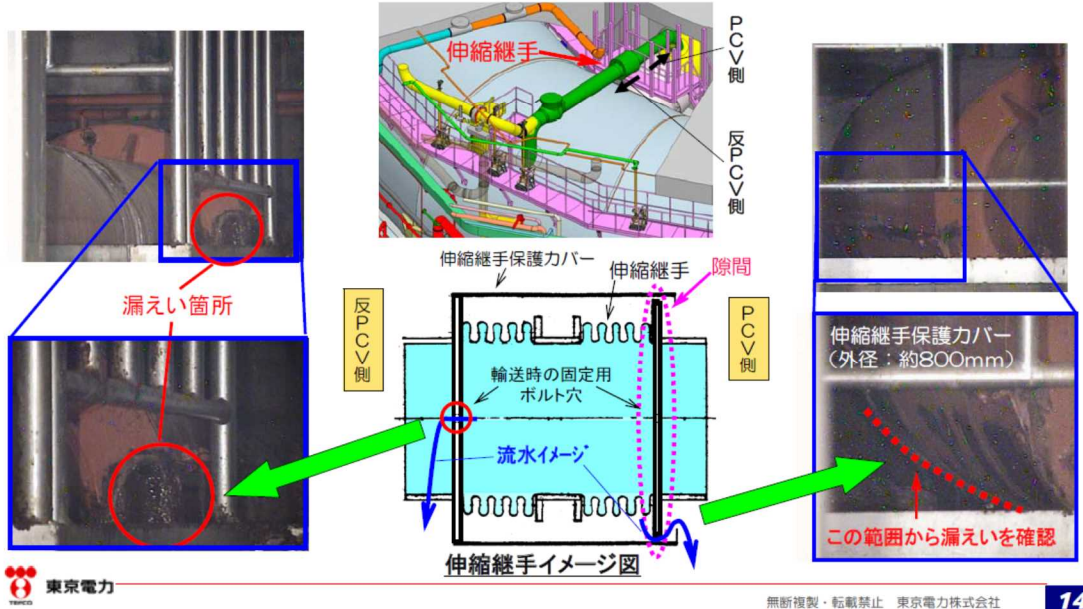 伸縮継手
PCV側
反PCV側
漏えい箇所
伸縮継手保護カバー
伸縮継手
隙間
反PCV側
PCV側
輸送時の固定用
ボルト穴
流水イメージ
伸縮継手イメージ図
伸縮継手保護カバー
(外径:約800mm)
この範囲から漏えいを確認
TEPCO
東京電力
無断複製・転載禁止 東京電力株式会社
14